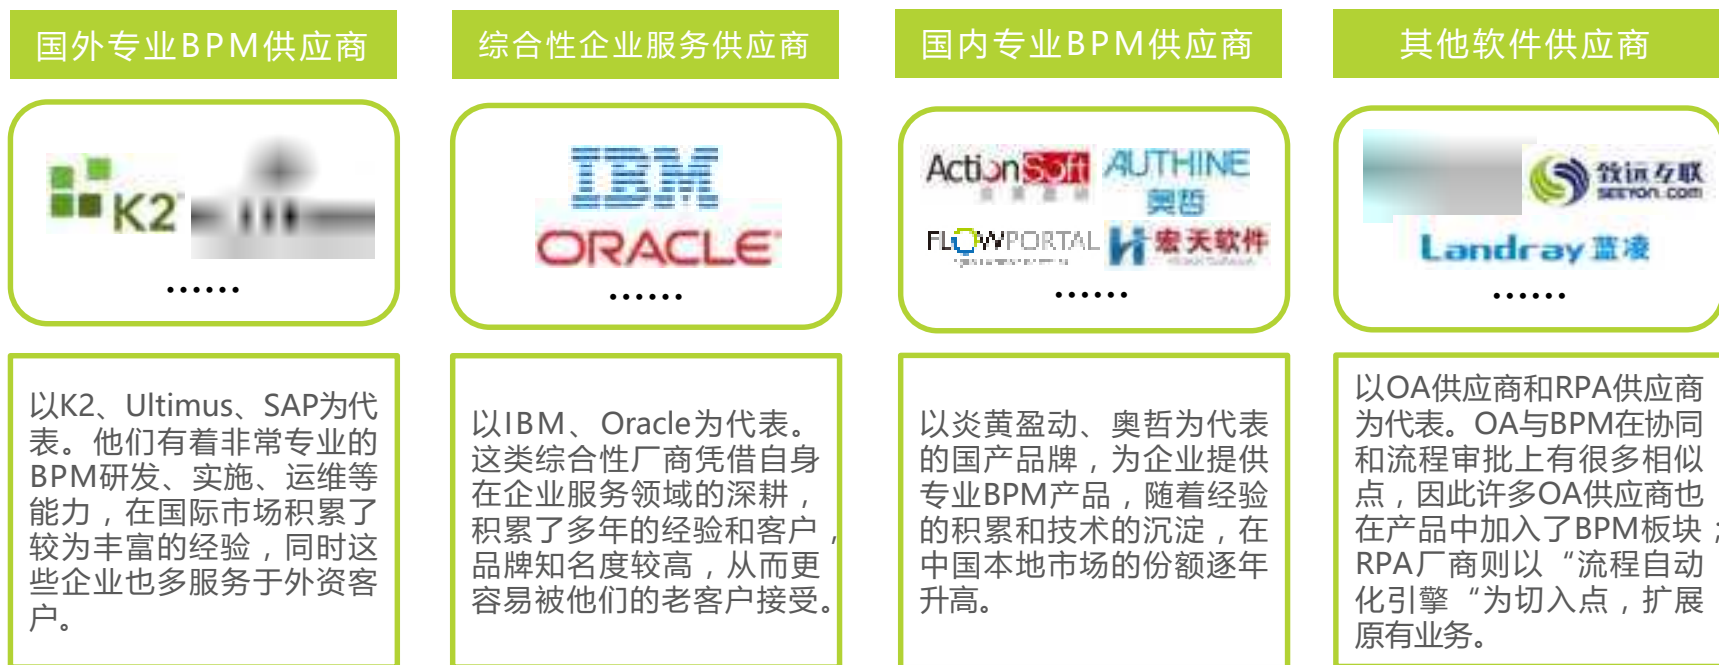 国外专业BPM供应商
K2
······
以K2、Ultimus、SAP为代
表。他们有着非常专业的
BPM研发、实施、运维等
能力，在国际市场积累了
较为丰富的经验，同时这
些企业也多服务于外资客
户。
综合性企业服务供应商
IBM
ORACLE
······
以IBM、Oracle为代表。
这类综合性厂商凭借自身
在企业服务领域的深耕，
积累了多年的经验和客户，
品牌知名度较高，从而更
容易被他们的老客户接受。
国内专业BPM供应商
ActionSoft
AUTHINE
奥哲
FLOWPORTAL
宏天软件
······
以炎黄盈动、奥哲为代表
的国产品牌，为企业提供
专业BPM产品，随着经验
的积累和技术的沉淀，在
中国本地市场的份额逐年
升高。
其他软件供应商
致远互联
SEEYON.COM
Landray 蓝凌
······
以OA供应商和RPA供应商
为代表。OA与BPM在协同
和流程审批上有很多相似
点，因此许多OA供应商也
在产品中加入了BPM板块；
RPA厂商则以“流程自动
化引擎“为切入点，扩展
原有业务。